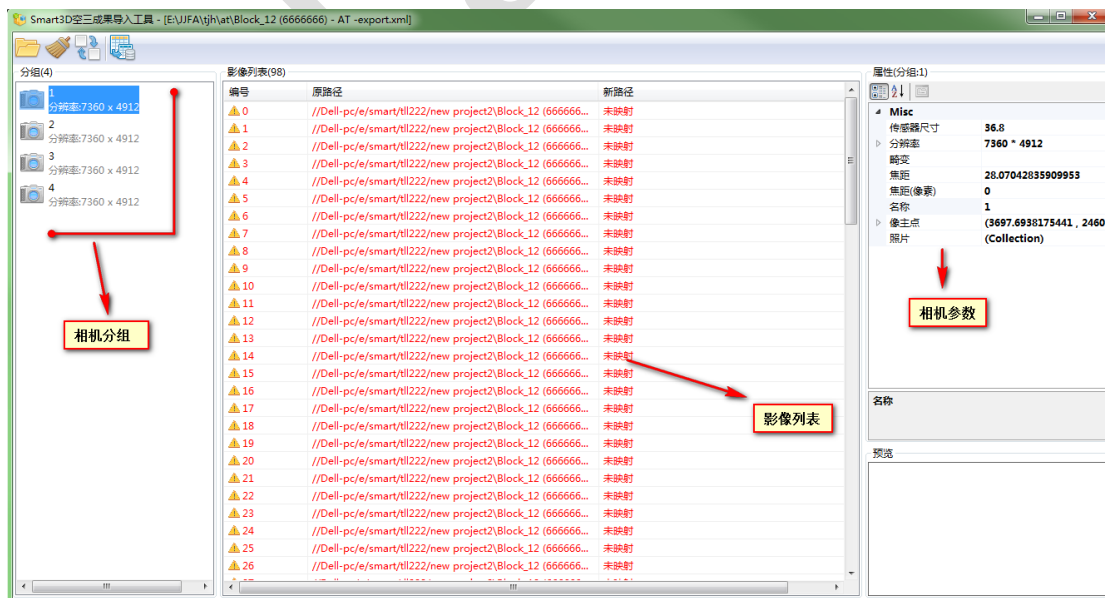 Smart3D空三成果导入工具 - [E:\JJFA\tjh\at\Block_12 (6666666) - AT -export.xml]
分组(4)
1
分辨率:7360 x 4912
2
分辨率:7360 x 4912
3
分辨率:7360 x 4912
4
分辨率:7360 x 4912
相机分组
影像列表(98)
编号 原路径 新路径
0 //Dell-pc/e/smart/tll222/new project2\Block_12 (666666... 未映射
1 //Dell-pc/e/smart/tll222/new project2\Block_12 (666666... 未映射
2 //Dell-pc/e/smart/tll222/new project2\Block_12 (666666... 未映射
3 //Dell-pc/e/smart/tll222/new project2\Block_12 (666666... 未映射
4 //Dell-pc/e/smart/tll222/new project2\Block_12 (666666... 未映射
5 //Dell-pc/e/smart/tll222/new project2\Block_12 (666666... 未映射
6 //Dell-pc/e/smart/tll222/new project2\Block_12 (666666... 未映射
7 //Dell-pc/e/smart/tll222/new project2\Block_12 (666666... 未映射
8 //Dell-pc/e/smart/tll222/new project2\Block_12 (666666... 未映射
9 //Dell-pc/e/smart/tll222/new project2\Block_12 (666666... 未映射
10 //Dell-pc/e/smart/tll222/new project2\Block_12 (666666... 未映射
11 //Dell-pc/e/smart/tll222/new project2\Block_12 (666666... 未映射
12 //Dell-pc/e/smart/tll222/new project2\Block_12 (666666... 未映射
13 //Dell-pc/e/smart/tll222/new project2\Block_12 (666666... 未映射
14 //Dell-pc/e/smart/tll222/new project2\Block_12 (666666... 未映射
15 //Dell-pc/e/smart/tll222/new project2\Block_12 (666666... 未映射
16 //Dell-pc/e/smart/tll222/new project2\Block_12 (666666... 未映射
17 //Dell-pc/e/smart/tll222/new project2\Block_12 (666666... 未映射
18 //Dell-pc/e/smart/tll222/new project2\Block_12 (666666... 未映射
19 //Dell-pc/e/smart/tll222/new project2\Block_12 (666666... 未映射
20 //Dell-pc/e/smart/tll222/new project2\Block_12 (666666... 未映射
21 //Dell-pc/e/smart/tll222/new project2\Block_12 (666666... 未映射
22 //Dell-pc/e/smart/tll222/new project2\Block_12 (666666... 未映射
23 //Dell-pc/e/smart/tll222/new project2\Block_12 (666666... 未映射
24 //Dell-pc/e/smart/tll222/new project2\Block_12 (666666... 未映射
25 //Dell-pc/e/smart/tll222/new project2\Block_12 (666666... 未映射
26 //Dell-pc/e/smart/tll222/new project2\Block_12 (666666... 未映射
影像列表
属性(分组:1)
Misc
传感器尺寸 36.8
分辨率 7360 * 4912
畸变
焦距 28.07042835909953
焦距(像素) 0
名称 1
像主点 (3697.6938175441 , 2460
照片 (Collection)
相机参数
名称
预览